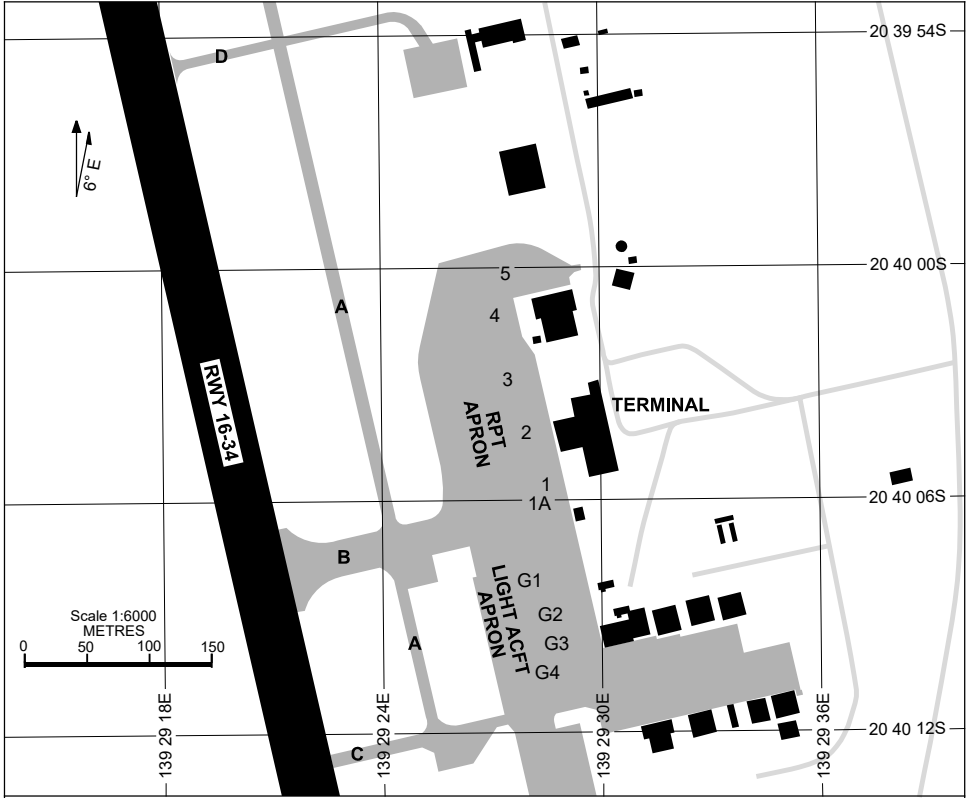 20 39 54S
D
6° E
20 40 00S
5
A
4
RWY 16-34
3
TERMINAL
RPT
APRON
2
1
1A
20 40 06S
B
LIGHT ACFT
APRON
G1
G2
Scale 1:6000
METRES
0 50 100 150
A
G3
G4
139 29 18E
139 29 24E
139 29 30E
139 29 36E
20 40 12S
C